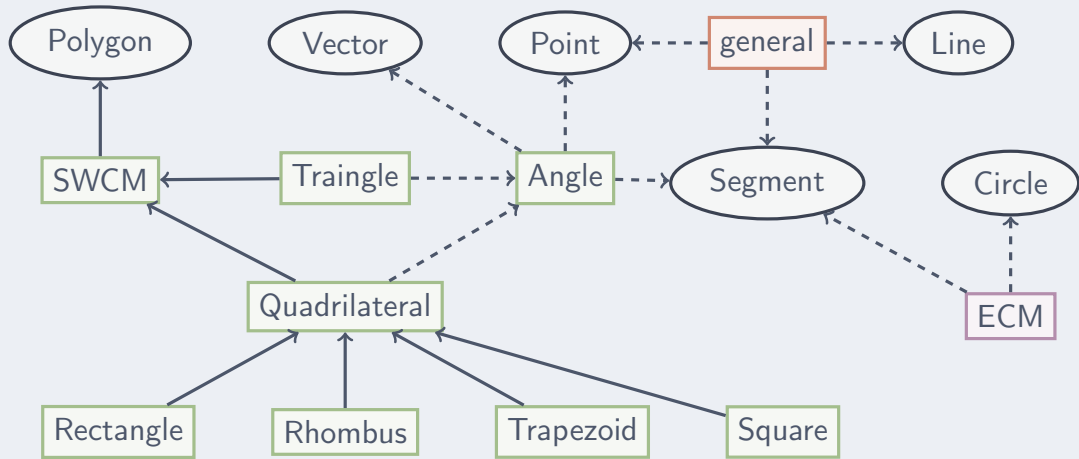 Polygon
Vector
Point
general
Line
SWCM
Traingle
Angle
Segment
Circle
Quadrilateral
ECM
Rectangle
Rhombus
Trapezoid
Square